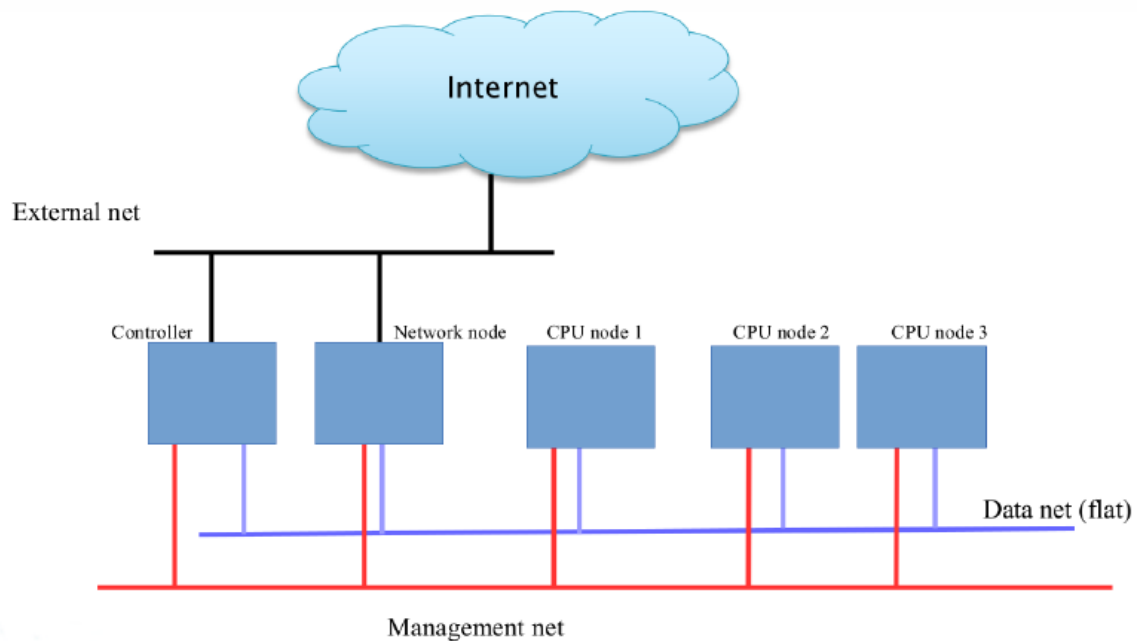 Internet
External net
Controller
Network node
CPU node 1
CPU node 2
CPU node 3
Data net (flat)
Management net